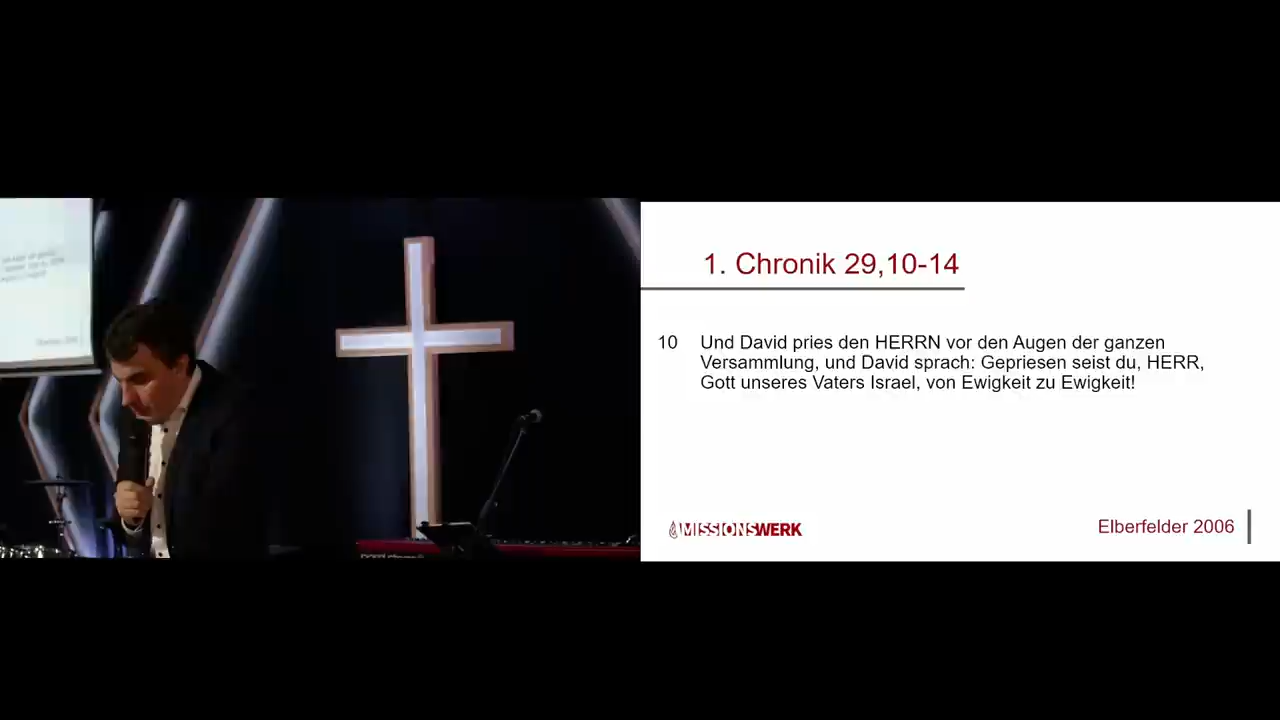 1. Chronik 29,10-14
10 Und David pries den HERRN vor den Augen der ganzen
Versammlung, und David sprach: Gepriesen seist du, HERR,
Gott unseres Vaters Israel, von Ewigkeit zu Ewigkeit!
MISSIONSWERK
Elberfelder 2006